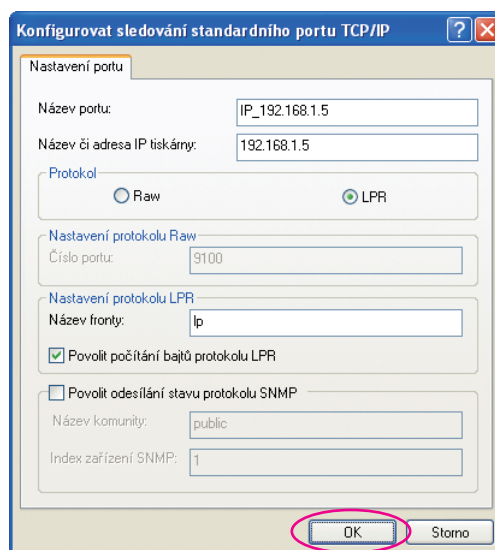 Konfigurovat sledování standardního portu TCP/IP
Nastavení portu
Název portu: IP_192.168.1.5
Název či adresa IP tiskárny: 192.168.1.5
Protokol
Raw LPR
Nastavení protokolu Raw
Číslo portu: 9100
Nastavení protokolu LPR
Název fronty: lp
Povolit počítání bajtů protokolu LPR
Povolit odesílání stavu protokolu SNMP
Název komunity: public
Index zařízení SNMP: 1
OK Storno